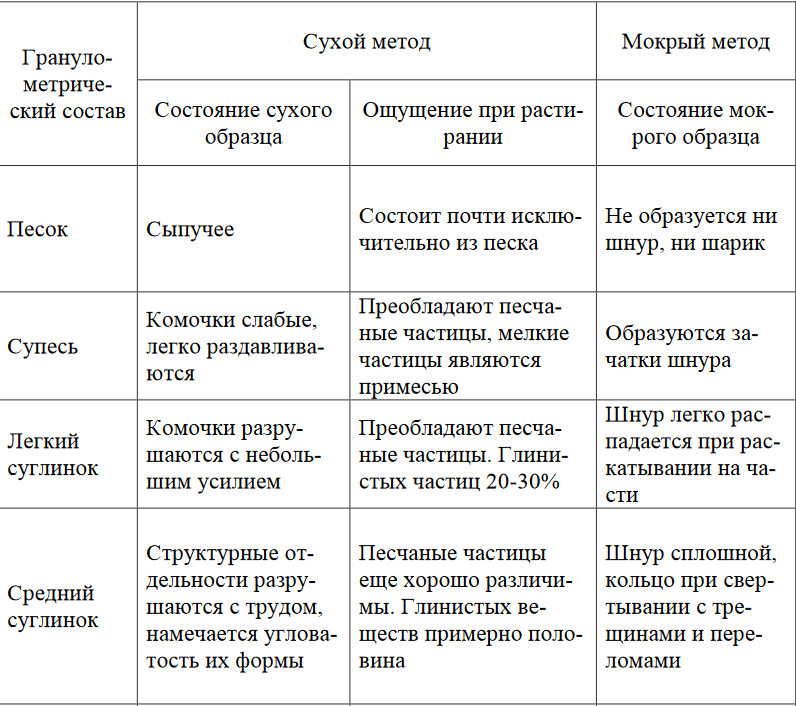 Грануло-
метриче-
ский состав
Сухой метод
Мокрый метод
Состояние сухого
образца
Ощущение при расти-
рании
Состояние мок-
рого образца
Песок
Сыпучее
Состоит почти исклю-
чительно из песка
Не образуется ни
шнур, ни шарик
Супесь
Комочки слабые,
легко раздавлива-
ются
Преобладают песча-
ные частицы, мелкие
частицы являются
примесью
Образуются за-
чатки шнура
Легкий
суглинок
Комочки разру-
шаются с неболь-
шим усилием
Преобладают песча-
ные частицы. Глини-
стых частиц 20-30%
Шнур легко рас-
падается при рас-
катывании на ча-
сти
Средний
суглинок
Структурные от-
дельности разру-
шаются с трудом,
намечается углова-
тость их формы
Песчаные частицы
еще хорошо различи-
мы. Глинистых ве-
ществ примерно поло-
вина
Шнур сплошной,
кольцо при свер-
тывании с тре-
щинами и пере-
ломами